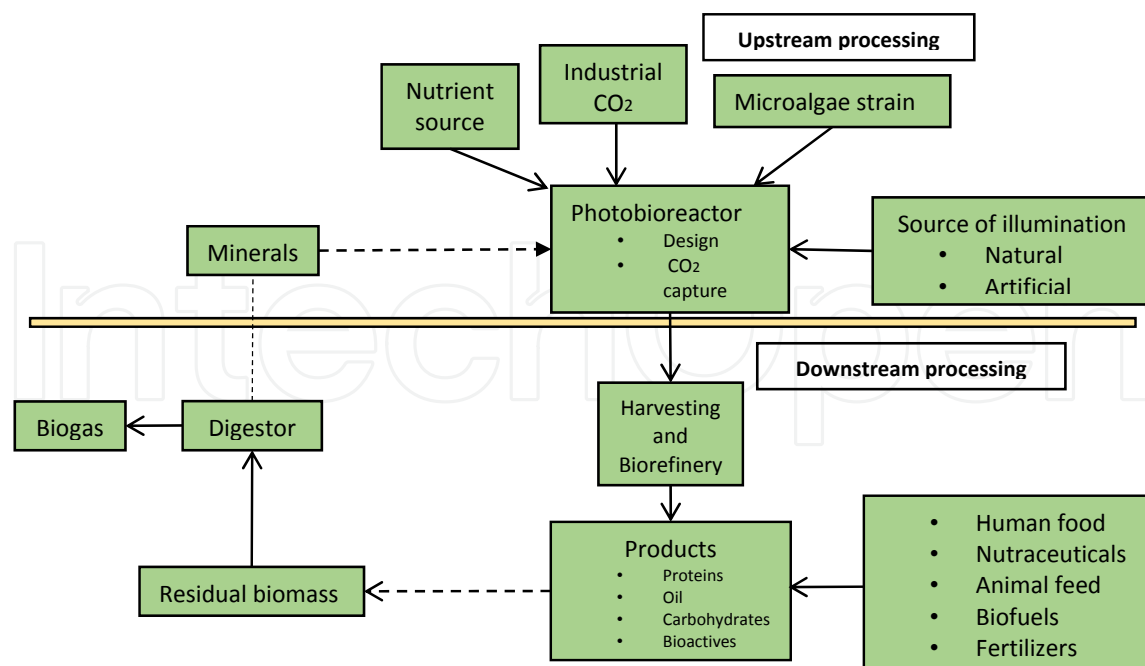 Upstream processing
Industrial
CO₂
Nutrient
source
Microalgae strain
Photobioreactor
• Design
• CO₂
capture
Source of illumination
• Natural
• Artificial
Minerals
IntechOpen
Downstream processing
Harvesting
and
Biorefinery
Biogas
Digestor
Products
• Proteins
• Oil
• Carbohydrates
• Bioactives
Residual biomass
• Human food
• Nutraceuticals
• Animal feed
• Biofuels
• Fertilizers